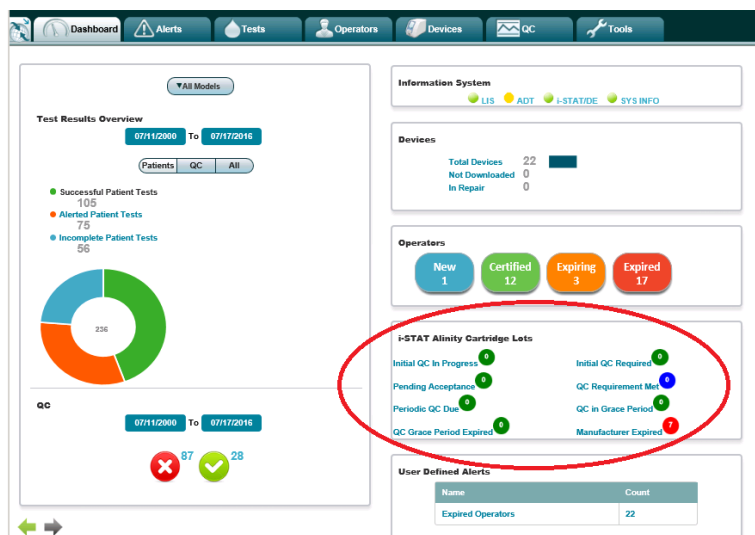 Dashboard
Alerts
Tests
Operators
Devices
QC
Tools
▼All Models
Test Results Overview
07/11/2000 To 07/17/2016
Patients QC All
Successful Patient Tests
105
Alerted Patient Tests
75
Incomplete Patient Tests
56
236
QC
07/11/2000 To 07/17/2016
87 28
Information System
LIS ADT i-STAT/DE SYS INFO
Devices
Total Devices 22
Not Downloaded 0
In Repair 0
Operators
New Certified Expiring Expired
1 12 3 17
i-STAT Alinity Cartridge Lots
Initial QC In Progress 0 Initial QC Required 0
Pending Acceptance 0 QC Requirement Met 0
Periodic QC Due 0 QC in Grace Period 0
QC Grace Period Expired 0 Manufacturer Expired 7
User Defined Alerts
Name Count
Expired Operators 22